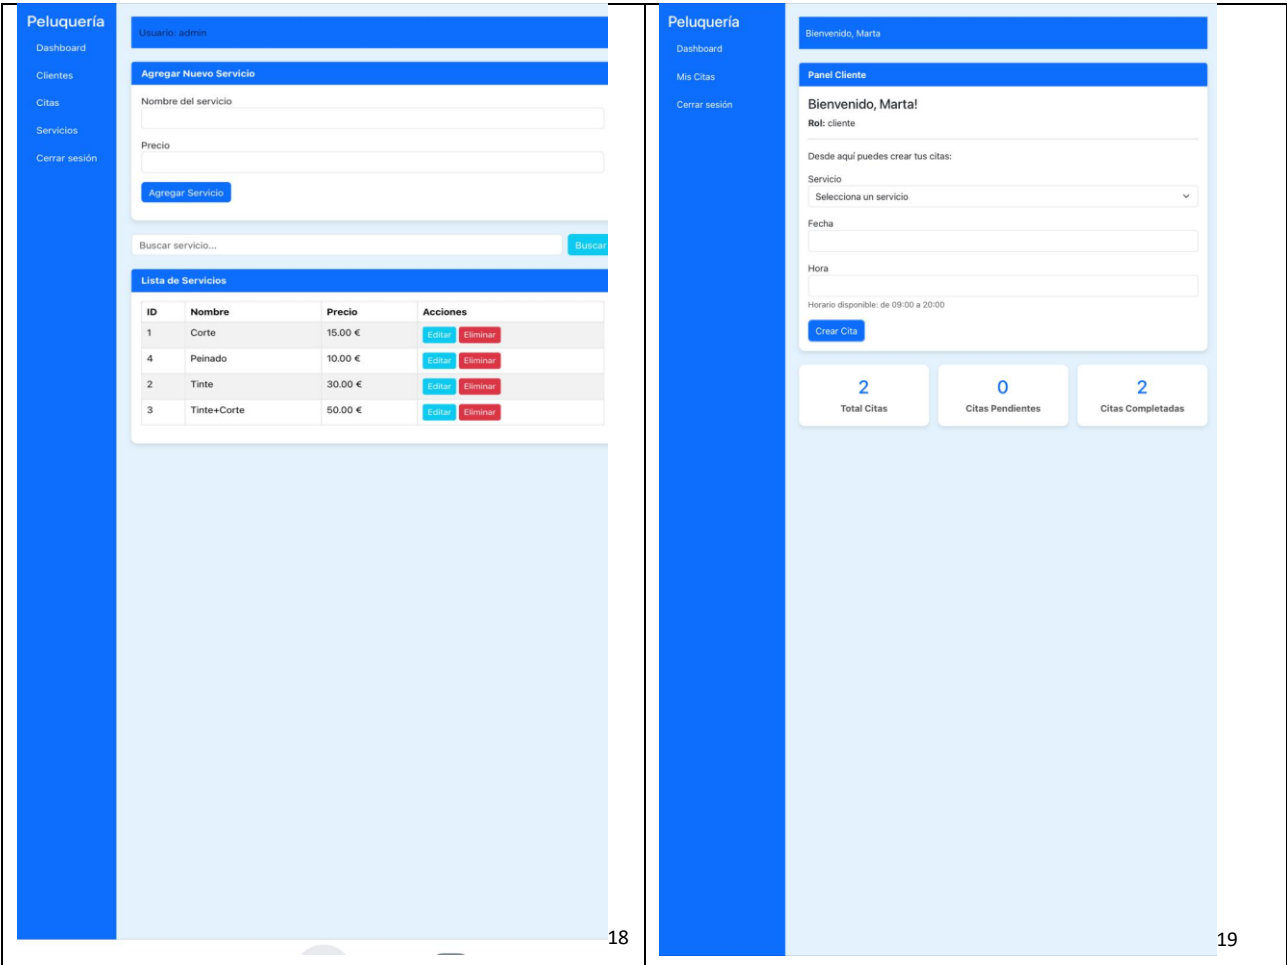 Peluquería
Dashboard
Clientes
Citas
Servicios
Cerrar sesión
Usuario: admin
Agregar Nuevo Servicio
Nombre del servicio
Precio
Agregar Servicio
Buscar servicio...
Buscar
Lista de Servicios
ID Nombre Precio Acciones
1 Corte 15.00 € Editar Eliminar
4 Peinado 10.00 € Editar Eliminar
2 Tinte 30.00 € Editar Eliminar
3 Tinte+Corte 50.00 € Editar Eliminar
18
Peluquería
Dashboard
Mis Citas
Cerrar sesión
Bienvenido, Marta
Panel Cliente
Bienvenido, Marta!
Rol: cliente
Desde aquí puedes crear tus citas:
Servicio
Selecciona un servicio
Fecha
Hora
Horario disponible: de 09:00 a 20:00
Crear Cita
2 0 2
Total Citas Citas Pendientes Citas Completadas
19